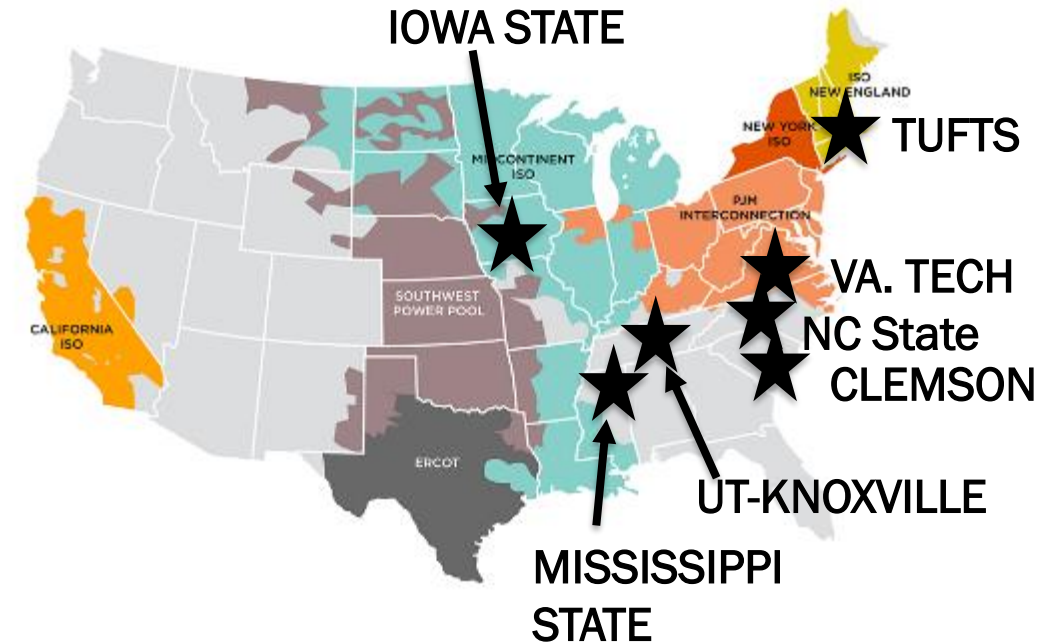 IOWA STATE
ISO
NEW ENGLAND
NEW YORK
ISO
TUFTS
MIDCONTINENT
ISO
PJM
INTERCONNECTION
VA. TECH
SOUTHWEST
POWER POOL
CALIFORNIA
ISO
NC State
CLEMSON
ERCOT
UT-KNOXVILLE
MISSISSIPPI
STATE